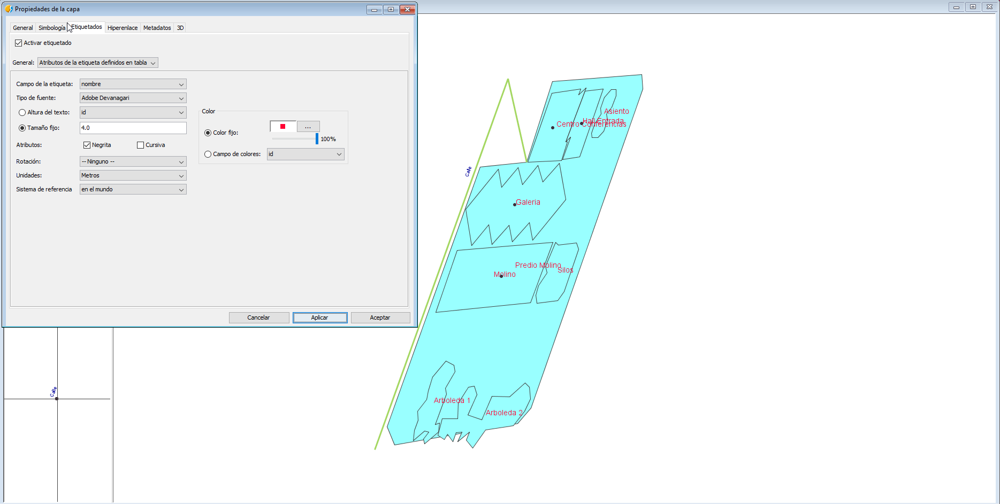 Propiedades de la capa
General Simbología Etiquetados Hiperenlace Metadatos 3D
Activar etiquetado
General: Atributos de la etiqueta definidos en tabla
Campo de la etiqueta: nombre
Tipo de fuente: Adobe Devanagari
Altura del texto: id
Tamaño fijo: 4.0
Atributos: Negrita Cursiva
Rotación: -- Ninguno --
Unidades: Metros
Sistema de referencia en el mundo
Color
Color fijo: ...
100%
Campo de colores: id
Cancelar Aplicar Aceptar
Asiento
Hall Entrada
Centro Conferencias
Calle
Galeria
Predio Molino
Silos
Molino
Arboleda 1
Arboleda 2
Calle